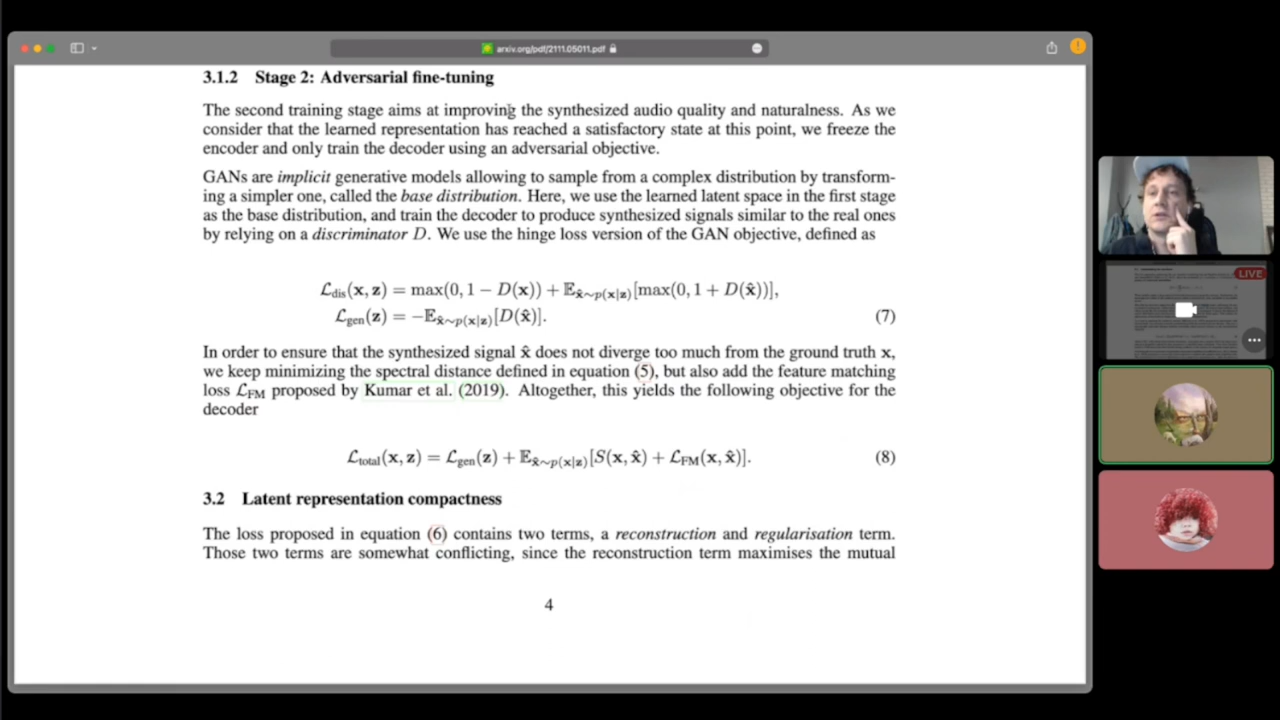 arxiv.org/pdf/2111.05011.pdf
3.1.2 Stage 2: Adversarial fine-tuning
The second training stage aims at improving the synthesized audio quality and naturalness. As we
consider that the learned representation has reached a satisfactory state at this point, we freeze the
encoder and only train the decoder using an adversarial objective.
GANs are implicit generative models allowing to sample from a complex distribution by transform-
ing a simpler one, called the base distribution. Here, we use the learned latent space in the first stage
as the base distribution, and train the decoder to produce synthesized signals similar to the real ones
by relying on a discriminator D. We use the hinge loss version of the GAN objective, defined as
ℒdis(x, z) = max(0, 1 − D(x)) + 𝔼x̂∼p(x|z)[max(0, 1 + D(x̂))],
ℒgen(z) = −𝔼x̂∼p(x|z)[D(x̂)]. (7)
In order to ensure that the synthesized signal x̂ does not diverge too much from the ground truth x,
we keep minimizing the spectral distance defined in equation (5), but also add the feature matching
loss ℒFM proposed by Kumar et al. (2019). Altogether, this yields the following objective for the
decoder
ℒtotal(x, z) = ℒgen(z) + 𝔼x̂∼p(x|z)[S(x, x̂) + ℒFM(x, x̂)]. (8)
3.2 Latent representation compactness
The loss proposed in equation (6) contains two terms, a reconstruction and regularisation term.
Those two terms are somewhat conflicting, since the reconstruction term maximises the mutual
4
LIVE